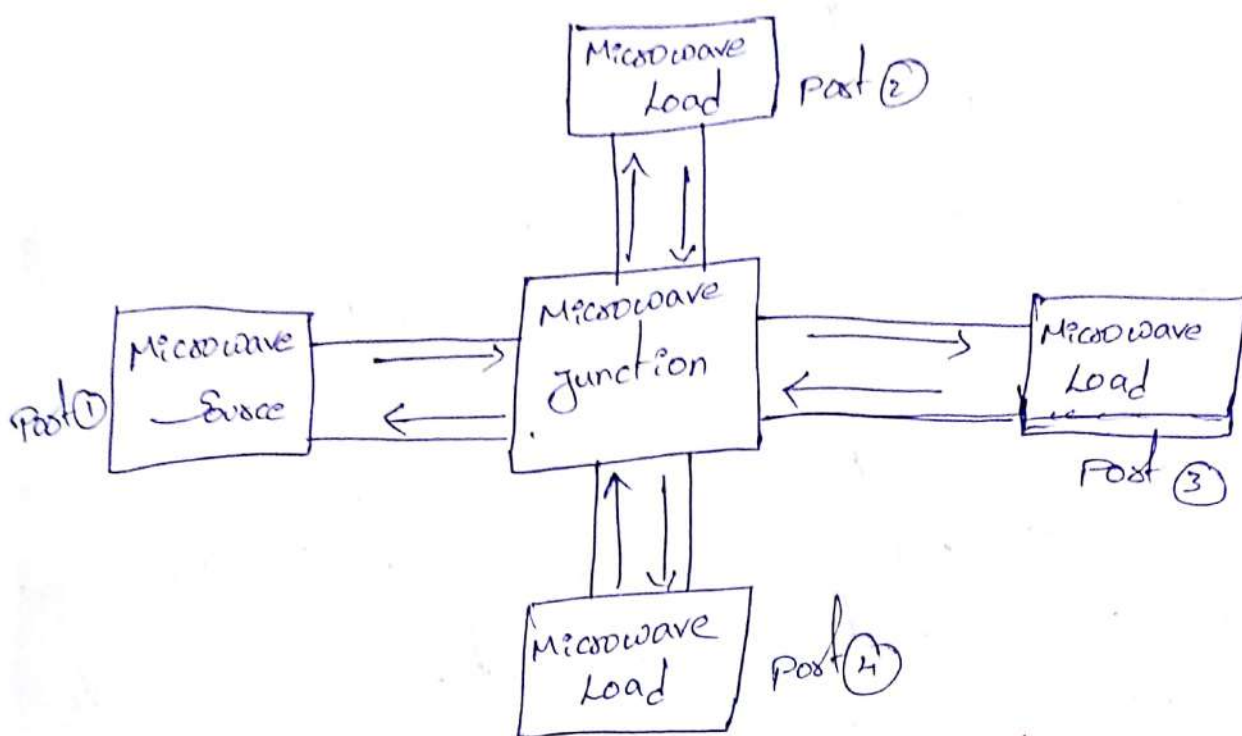 Microwave
Load
Port ②
Microwave
Junction
Microwave
Source
Port ①
Microwave
Load
Port ③
Microwave
Load
Port ④